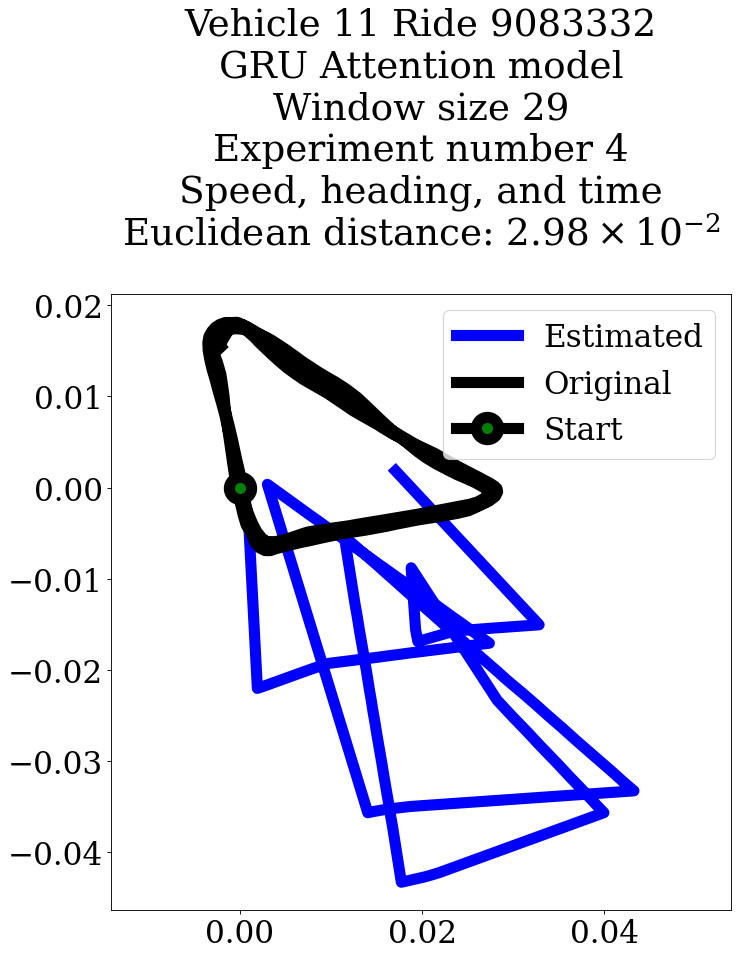 Vehicle 11 Ride 9083332
GRU Attention model
Window size 29
Experiment number 4
Speed, heading, and time
Euclidean distance: 2.98 × 10⁻²
Estimated
Original
Start
0.02
0.01
0.00
−0.01
−0.02
−0.03
−0.04
0.00 0.02 0.04